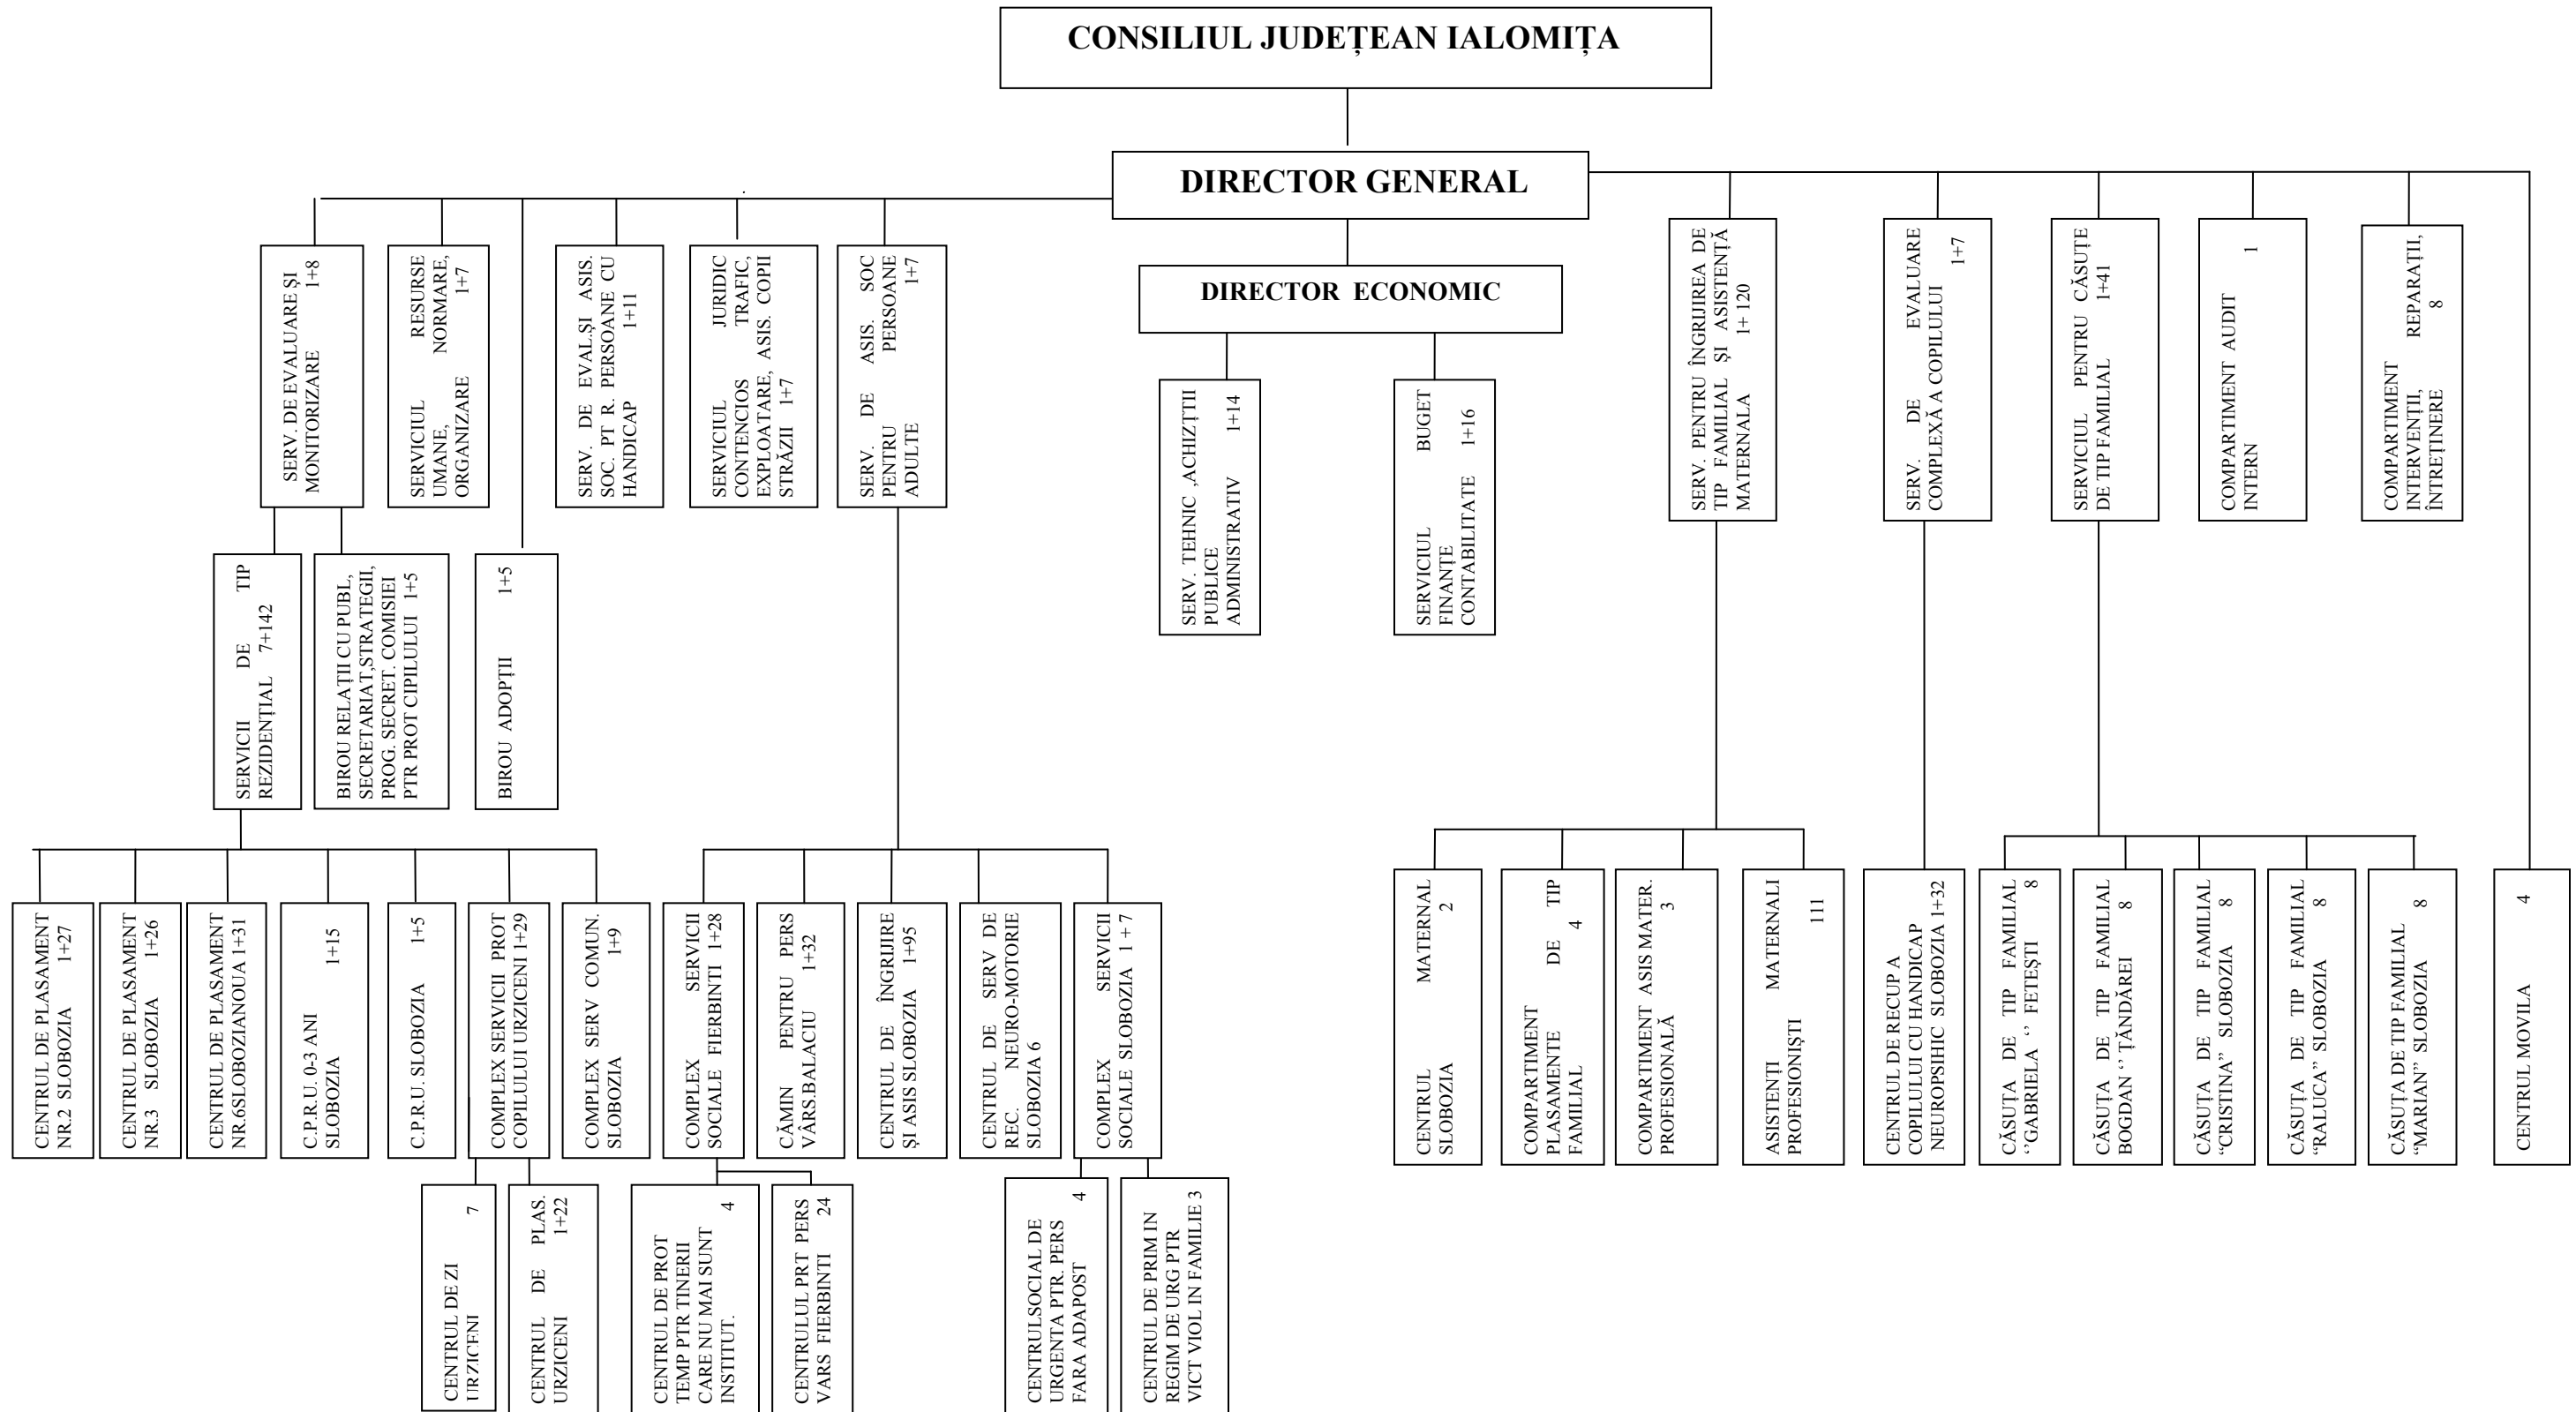 CONSILIUL JUDEȚEAN IALOMIȚA
DIRECTOR GENERAL
DIRECTOR ECONOMIC
SERV. DE EVALUARE ȘI
MONITORIZARE 1+8
SERVICIUL RESURSE
UMANE, NORMARE,
ORGANIZARE 1+7
SERV. DE EVAL.ȘI ASIS.
SOC. PT R. PERSOANE CU
HANDICAP 1+11
SERVICIUL JURIDIC
CONTENCIOS TRAFIC,
EXPLOATARE, ASIS. COPII
STRĂZII 1+7
SERV. DE ASIS. SOC
PENTRU PERSOANE
ADULTE 1+7
SERV. TEHNIC ,ACHIZȚTII
PUBLICE
ADMINISTRATIV 1+14
SERVICIUL BUGET
FINANȚE
CONTABILITATE 1+16
SERV. PENTRU ÎNGRIJIREA DE
TIP FAMILIAL ȘI ASISTENȚĂ
MATERNALA 1+ 120
SERV. DE EVALUARE
COMPLEXĂ A COPILULUI
1+7
SERVICIUL PENTRU CĂSUȚE
DE TIP FAMILIAL 1+41
COMPARTIMENT AUDIT
INTERN 1
COMPARTIMENT
INTERVENȚII, REPARAȚII,
ÎNTREȚINERE 8
SERVICII DE TIP
REZIDENȚIAL 7+142
BIROU RELAȚII CU PUBL,
SECRETARIAT,STRATEGII,
PROG. SECRET. COMISIEI
PTR PROT CIPILULUI 1+5
BIROU ADOPȚII 1+5
CENTRUL DE PLASAMENT
NR.2 SLOBOZIA 1+27
CENTRUL DE PLASAMENT
NR.3 SLOBOZIA 1+26
CENTRUL DE PLASAMENT
NR.6SLOBOZIANOUA 1+31
C.P.R.U. 0-3 ANI
SLOBOZIA 1+15
C.P.R.U. SLOBOZIA 1+5
COMPLEX SERVICII PROT
COPILULUI URZICENI 1+29
COMPLEX SERV COMUN.
SLOBOZIA 1+9
COMPLEX SERVICII
SOCIALE FIERBINTI 1+28
CĂMIN PENTRU PERS
VÂRS.BALACIU 1+32
CENTRUL DE ÎNGRIJIRE
ȘI ASIS SLOBOZIA 1+95
CENTRUL DE SERV DE
REC. NEURO-MOTORIE
SLOBOZIA 6
COMPLEX SERVICII
SOCIALE SLOBOZIA 1 + 7
CENTRUL MATERNAL
SLOBOZIA 2
COMPARTIMENT
PLASAMENTE DE TIP
FAMILIAL 4
COMPARTIMENT ASIS MATER.
PROFESIONALĂ 3
ASISTENȚI MATERNALI
PROFESIONIȘTI 111
CENTRUL DE RECUP A
COPILULUI CU HANDICAP
NEUROPSIHIC SLOBOZIA 1+32
CĂSUȚA DE TIP FAMILIAL
‘’GABRIELA ‘’ FETEȘTI 8
CĂSUȚA DE TIP FAMILIAL
BOGDAN ‘’ ȚĂNDĂREI 8
CĂSUȚA DE TIP FAMILIAL
“CRISTINA” SLOBOZIA 8
CĂSUȚA DE TIP FAMILIAL
“RALUCA” SLOBOZIA 8
CĂSUȚA DE TIP FAMILIAL
“MARIAN” SLOBOZIA 8
CENTRUL MOVILA 4
CENTRUL DE ZI
URZICENI 7
CENTRUL DE PLAS.
URZICENI 1+22
CENTRUL DE PROT
TEMP PTR TINERII
CARE NU MAI SUNT
INSTITUT. 4
CENTRULUL PRT PERS
VARS FIERBINTI 24
CENTRULSOCIAL DE
URGENTA PTR. PERS
FARA ADAPOST 4
CENTRUL DE PRIM IN
REGIM DE URG PTR
VICT VIOL IN FAMILIE 3